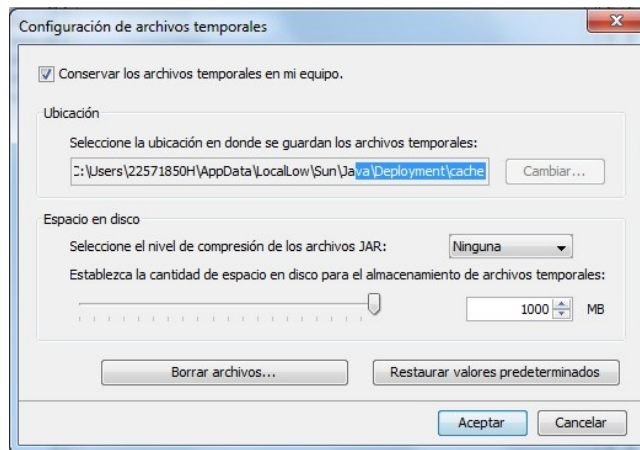 Configuración de archivos temporales
Conservar los archivos temporales en mi equipo.
Ubicación
Seleccione la ubicación en donde se guardan los archivos temporales:
C:\Users\22571850H\AppData\LocalLow\Sun\Java\Deployment\cache
Cambiar...
Espacio en disco
Seleccione el nivel de compresión de los archivos JAR:
Ninguna
Establezca la cantidad de espacio en disco para el almacenamiento de archivos temporales:
1000 MB
Borrar archivos...
Restaurar valores predeterminados
Aceptar
Cancelar